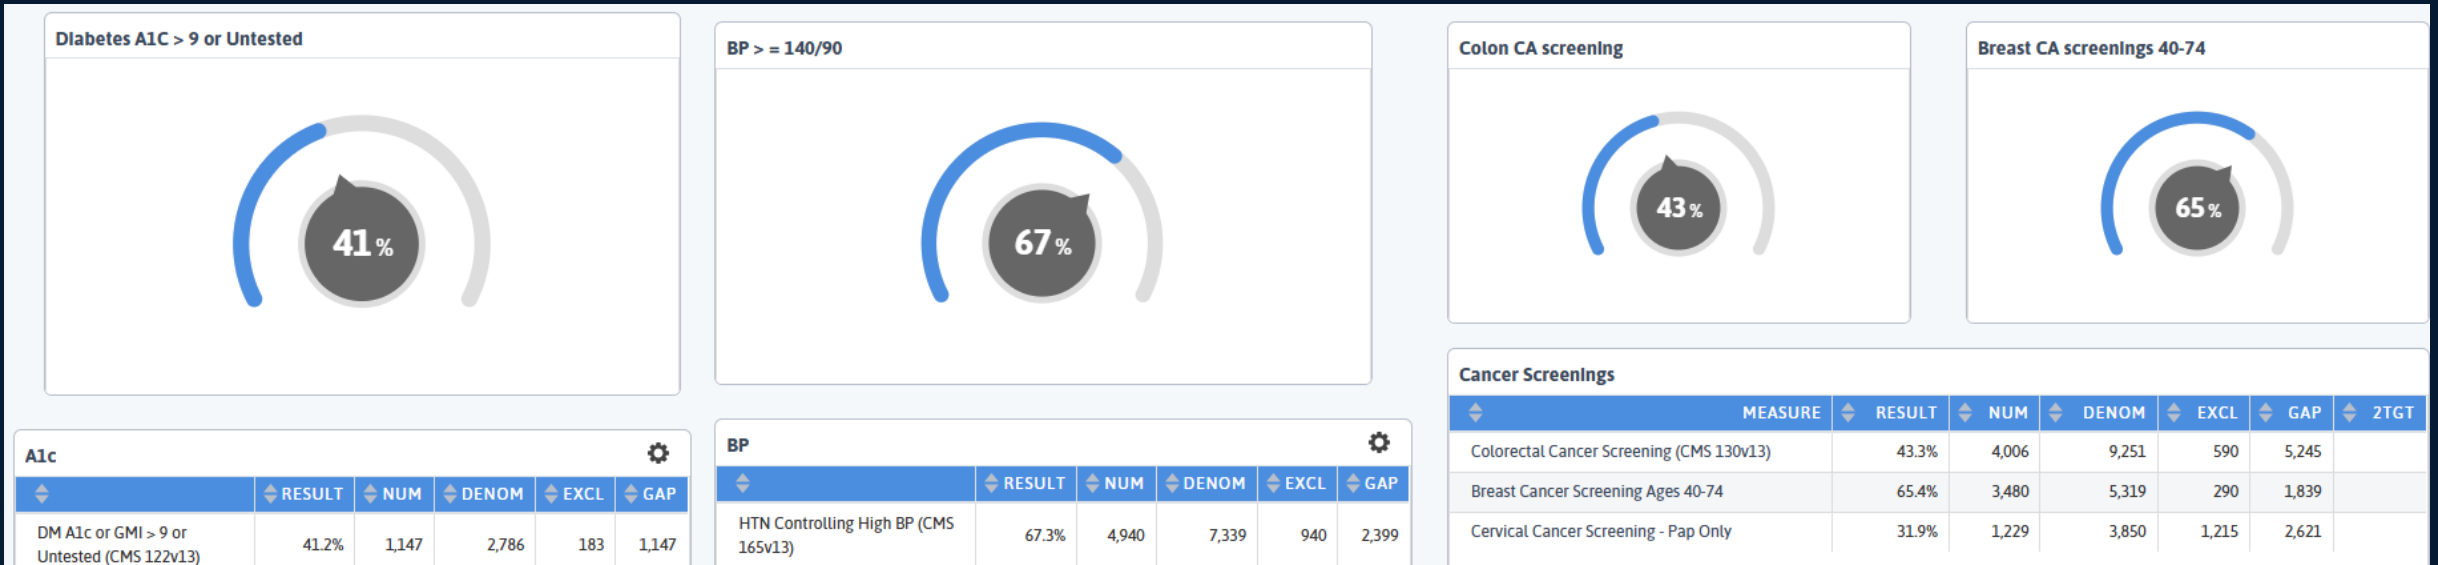 Diabetes A1C > 9 or Untested
41 %
BP > = 140/90
67 %
Colon CA screening
43 %
Breast CA screenings 40-74
65 %
A1c
RESULT NUM DENOM EXCL GAP
DM A1c or GMI > 9 or
Untested (CMS 122v13)
41.2% 1,147 2,786 183 1,147
BP
RESULT NUM DENOM EXCL GAP
HTN Controlling High BP (CMS
165v13)
67.3% 4,940 7,339 940 2,399
Cancer Screenings
MEASURE RESULT NUM DENOM EXCL GAP 2TGT
Colorectal Cancer Screening (CMS 130v13) 43.3% 4,006 9,251 590 5,245
Breast Cancer Screening Ages 40-74 65.4% 3,480 5,319 290 1,839
Cervical Cancer Screening - Pap Only 31.9% 1,229 3,850 1,215 2,621